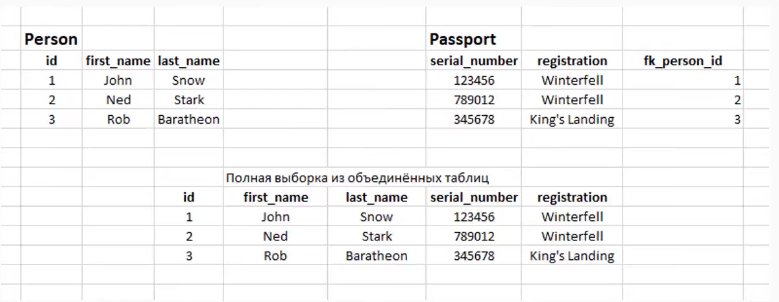 Person Passport
id first_name last_name serial_number registration fk_person_id
1 John Snow 123456 Winterfell 1
2 Ned Stark 789012 Winterfell 2
3 Rob Baratheon 345678 King's Landing 3
Полная выборка из объединённых таблиц
id first_name last_name serial_number registration
1 John Snow 123456 Winterfell
2 Ned Stark 789012 Winterfell
3 Rob Baratheon 345678 King's Landing